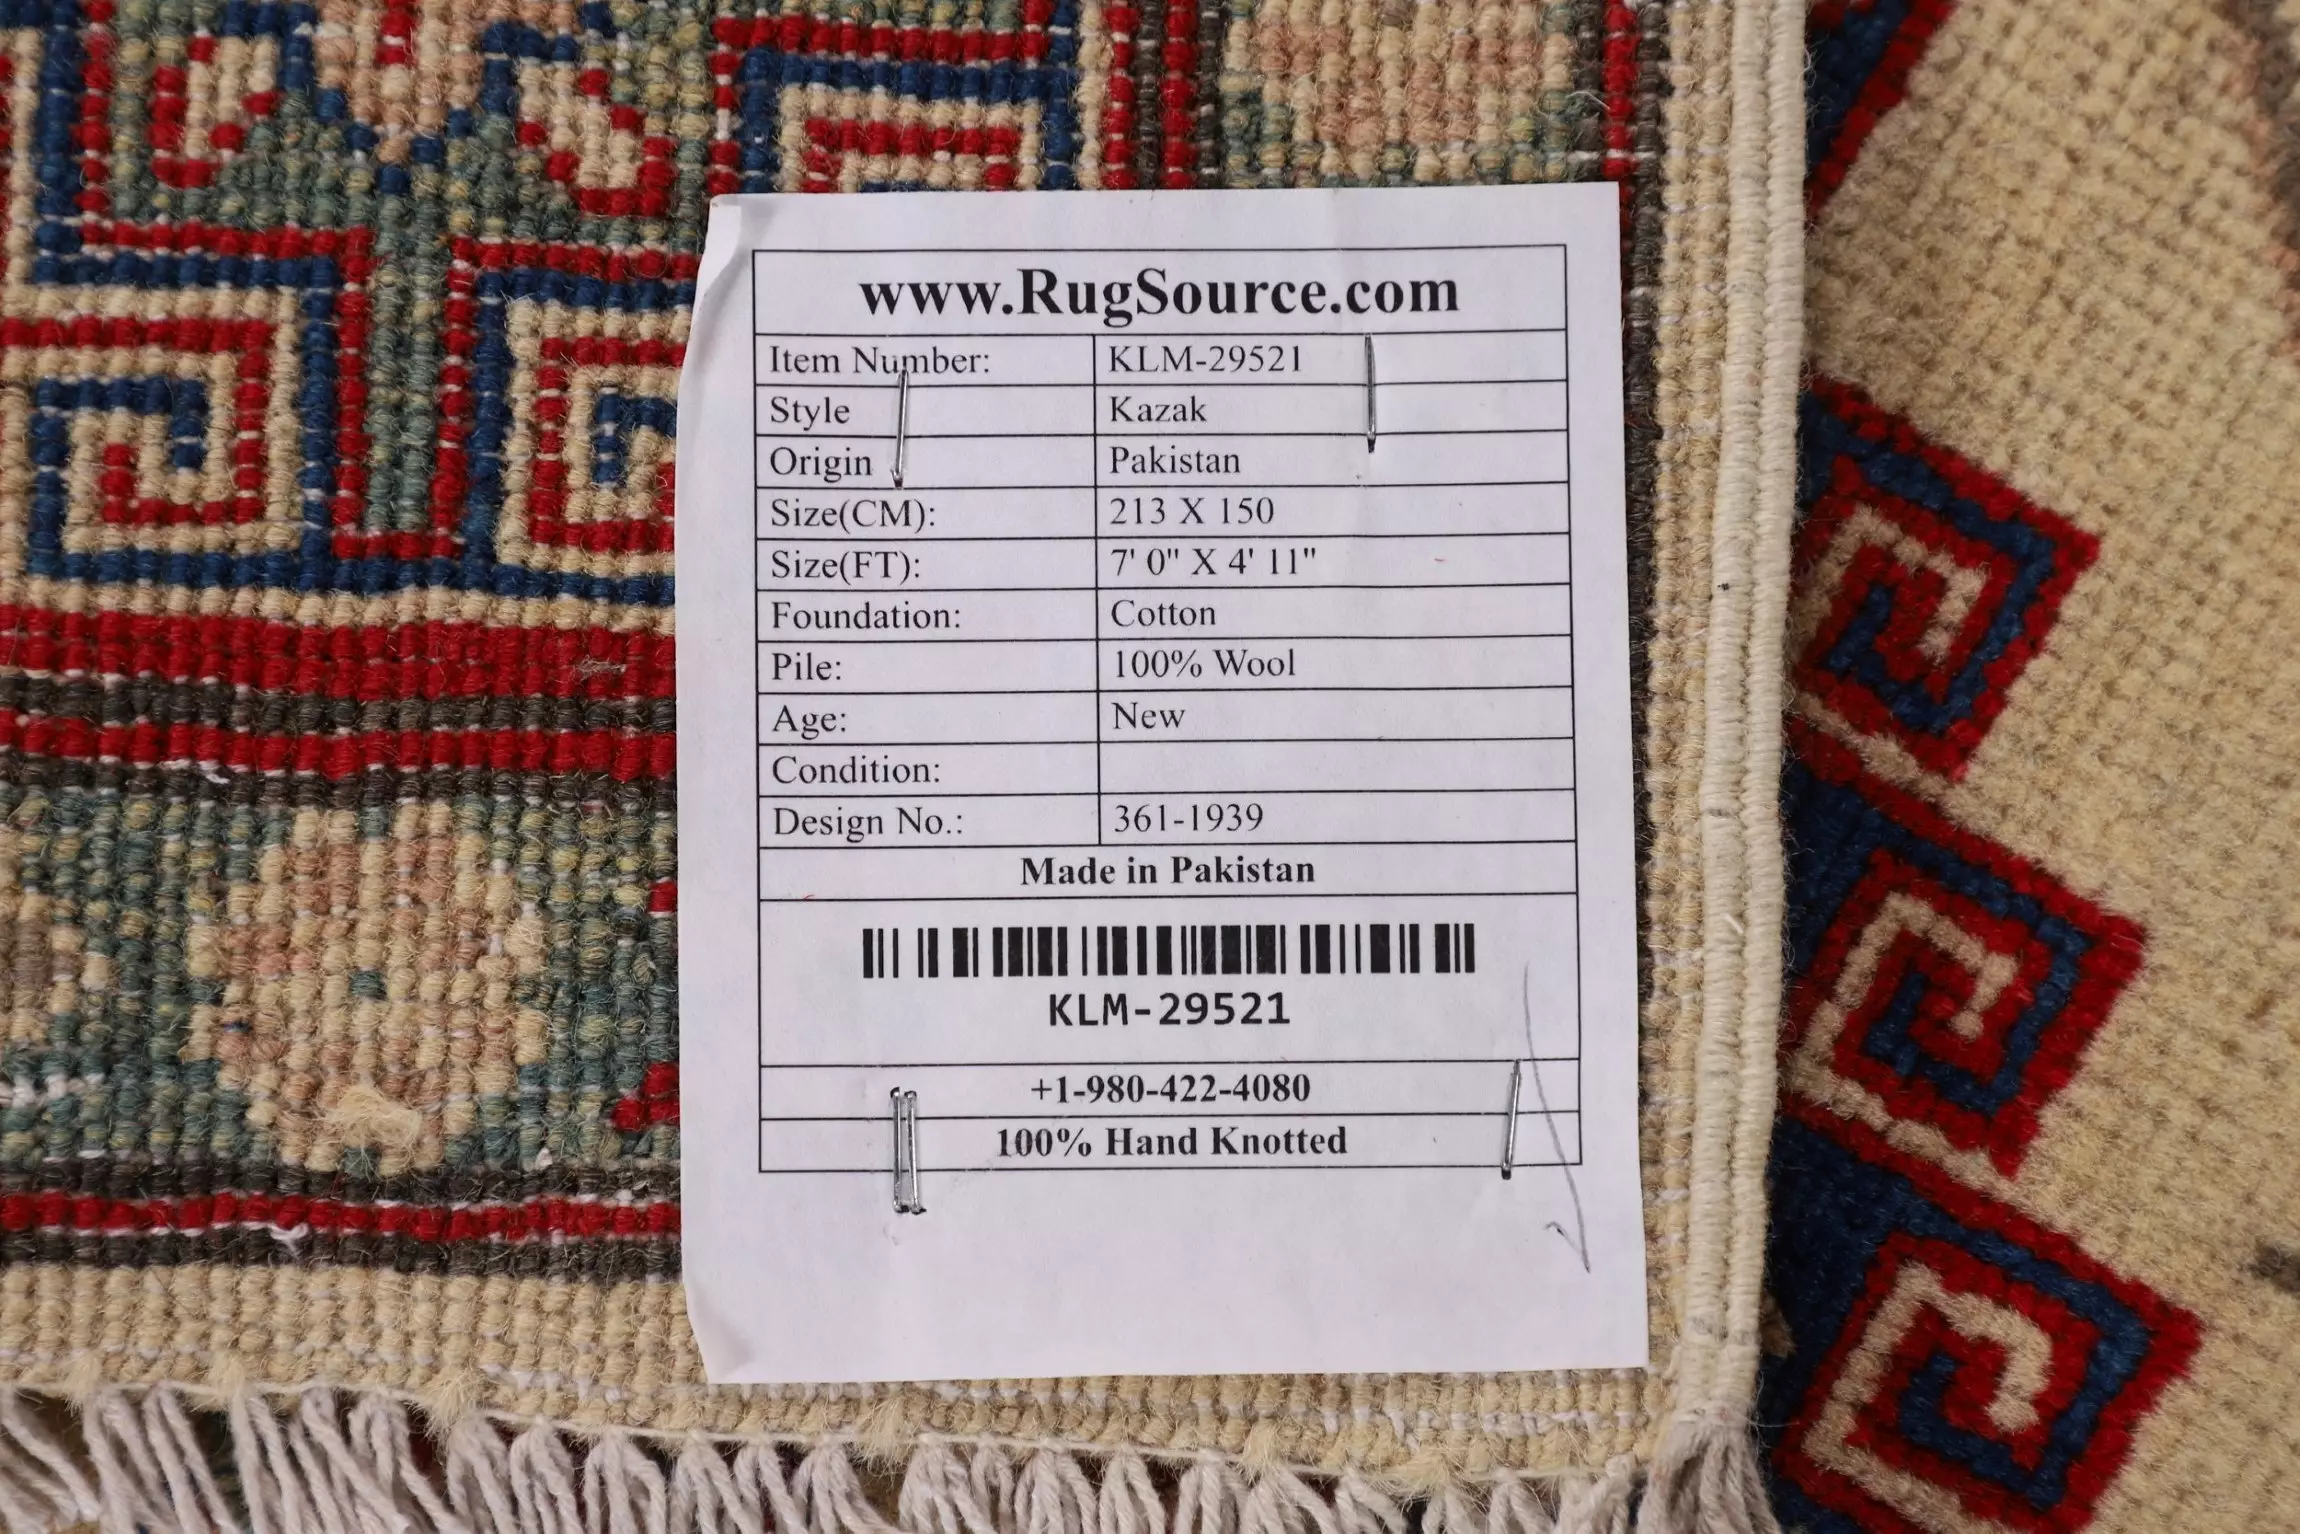 www.RugSource.com
Item Number: KLM-29521
Style Kazak
Origin Pakistan
Size(CM): 213 X 150
Size(FT): 7' 0" X 4' 11"
Foundation: Cotton
Pile: 100% Wool
Age: New
Condition:
Design No.: 361-1939
Made in Pakistan
KLM-29521
+1-980-422-4080
100% Hand Knotted